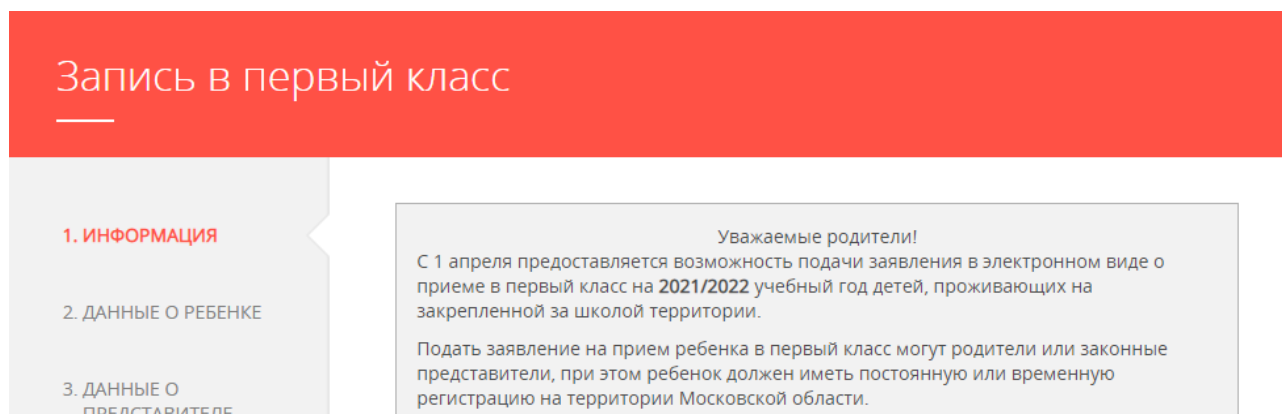 Запись в первый класс
1. ИНФОРМАЦИЯ
2. ДАННЫЕ О РЕБЕНКЕ
3. ДАННЫЕ О
ПРЕДСТАВИТЕЛЕ
Уважаемые родители!
С 1 апреля предоставляется возможность подачи заявления в электронном виде о
приеме в первый класс на 2021/2022 учебный год детей, проживающих на
закрепленной за школой территории.
Подать заявление на прием ребенка в первый класс могут родители или законные
представители, при этом ребенок должен иметь постоянную или временную
регистрацию на территории Московской области.